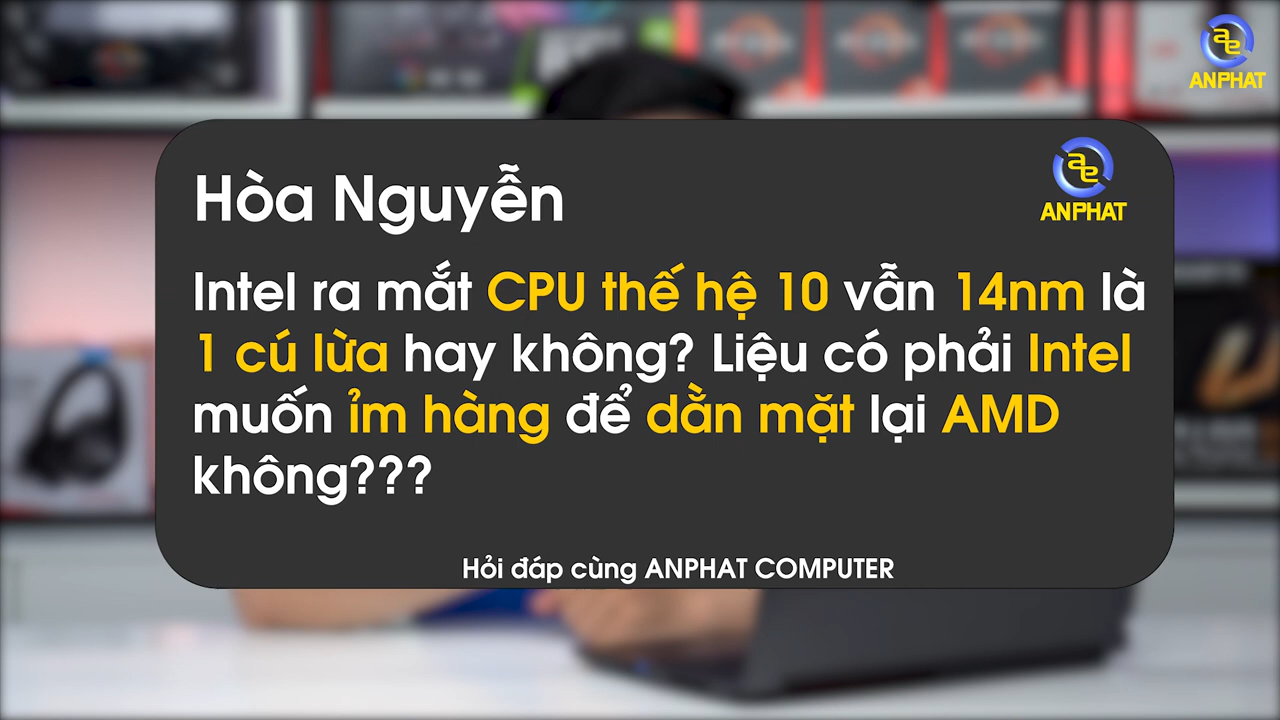 ANPHAT
Hòa Nguyễn
ANPHAT
Intel ra mắt CPU thế hệ 10 vẫn 14nm là
1 cú lừa hay không? Liệu có phải Intel
muốn ỉm hàng để dằn mặt lại AMD
không???
Hỏi đáp cùng ANPHAT COMPUTER